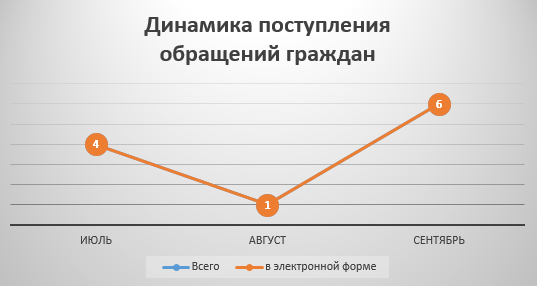 Динамика поступления
обращений граждан
4
1
6
ИЮЛЬ
АВГУСТ
СЕНТЯБРЬ
Всего
в электронной форме